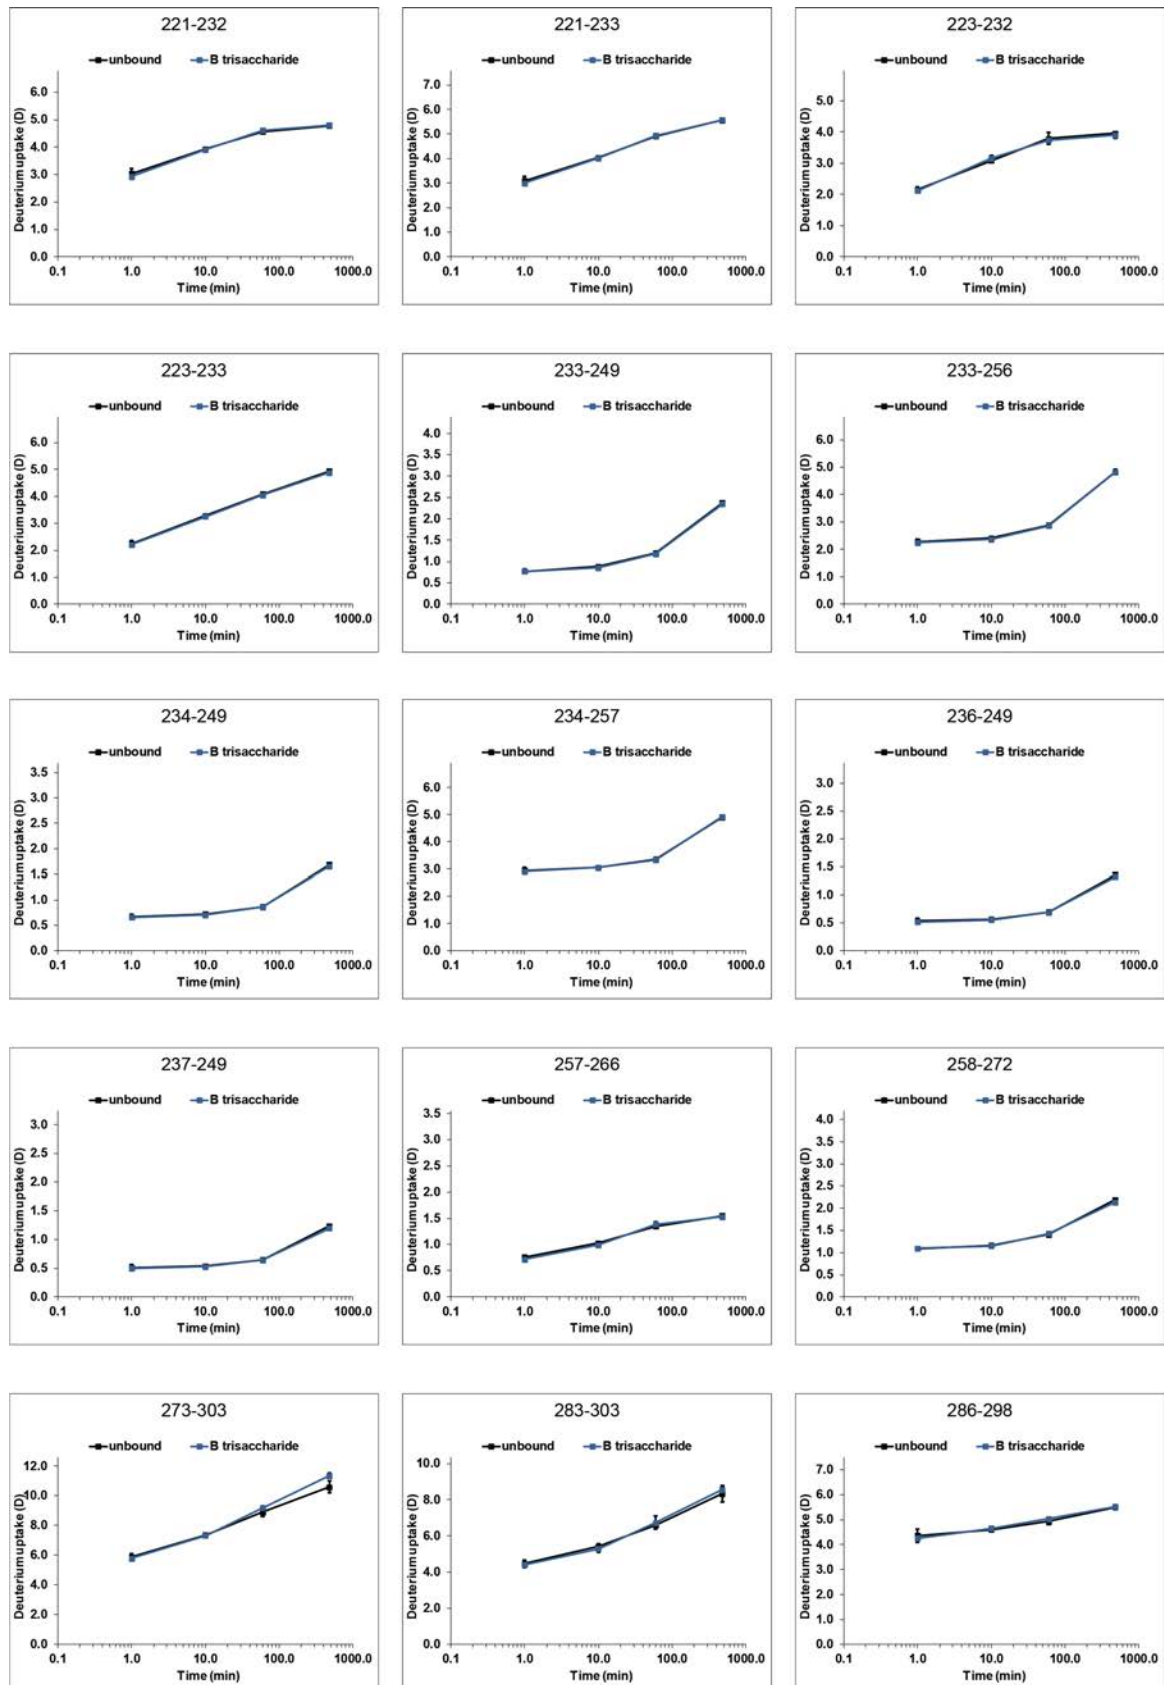 221-232
unbound B trisaccharide
Deuterium uptake (D)
6.0
5.0
4.0
3.0
2.0
1.0
0.0
0.1 1.0 10.0 100.0 1000.0
Time (min)
221-233
unbound B trisaccharide
Deuterium uptake (D)
7.0
6.0
5.0
4.0
3.0
2.0
1.0
0.0
0.1 1.0 10.0 100.0 1000.0
Time (min)
223-232
unbound B trisaccharide
Deuterium uptake (D)
5.0
4.0
3.0
2.0
1.0
0.0
0.1 1.0 10.0 100.0 1000.0
Time (min)
223-233
unbound B trisaccharide
Deuterium uptake (D)
6.0
5.0
4.0
3.0
2.0
1.0
0.0
0.1 1.0 10.0 100.0 1000.0
Time (min)
233-249
unbound B trisaccharide
Deuterium uptake (D)
4.0
3.5
3.0
2.5
2.0
1.5
1.0
0.5
0.0
0.1 1.0 10.0 100.0 1000.0
Time (min)
233-256
unbound B trisaccharide
Deuterium uptake (D)
6.0
5.0
4.0
3.0
2.0
1.0
0.0
0.1 1.0 10.0 100.0 1000.0
Time (min)
234-249
unbound B trisaccharide
Deuterium uptake (D)
3.5
3.0
2.5
2.0
1.5
1.0
0.5
0.0
0.1 1.0 10.0 100.0 1000.0
Time (min)
234-257
unbound B trisaccharide
Deuterium uptake (D)
6.0
5.0
4.0
3.0
2.0
1.0
0.0
0.1 1.0 10.0 100.0 1000.0
Time (min)
236-249
unbound B trisaccharide
Deuterium uptake (D)
3.0
2.5
2.0
1.5
1.0
0.5
0.0
0.1 1.0 10.0 100.0 1000.0
Time (min)
237-249
unbound B trisaccharide
Deuterium uptake (D)
3.0
2.5
2.0
1.5
1.0
0.5
0.0
0.1 1.0 10.0 100.0 1000.0
Time (min)
257-266
unbound B trisaccharide
Deuterium uptake (D)
3.5
3.0
2.5
2.0
1.5
1.0
0.5
0.0
0.1 1.0 10.0 100.0 1000.0
Time (min)
258-272
unbound B trisaccharide
Deuterium uptake (D)
4.0
3.5
3.0
2.5
2.0
1.5
1.0
0.5
0.0
0.1 1.0 10.0 100.0 1000.0
Time (min)
273-303
unbound B trisaccharide
Deuterium uptake (D)
12.0
10.0
8.0
6.0
4.0
2.0
0.0
0.1 1.0 10.0 100.0 1000.0
Time (min)
283-303
unbound B trisaccharide
Deuterium uptake (D)
10.0
8.0
6.0
4.0
2.0
0.0
0.1 1.0 10.0 100.0 1000.0
Time (min)
286-298
unbound B trisaccharide
Deuterium uptake (D)
7.0
6.0
5.0
4.0
3.0
2.0
1.0
0.0
0.1 1.0 10.0 100.0 1000.0
Time (min)